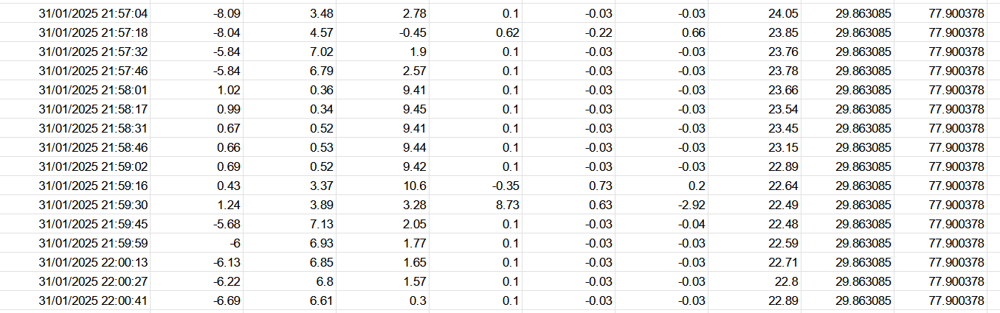 31/01/2025 21:57:04 -8.09 3.48 2.78 0.1 -0.03 -0.03 24.05 29.863085 77.900378
31/01/2025 21:57:18 -8.04 4.57 -0.45 0.62 -0.22 0.66 23.85 29.863085 77.900378
31/01/2025 21:57:32 -5.84 7.02 1.9 0.1 -0.03 -0.03 23.76 29.863085 77.900378
31/01/2025 21:57:46 -5.84 6.79 2.57 0.1 -0.03 -0.03 23.78 29.863085 77.900378
31/01/2025 21:58:01 1.02 0.36 9.41 0.1 -0.03 -0.03 23.66 29.863085 77.900378
31/01/2025 21:58:17 0.99 0.34 9.45 0.1 -0.03 -0.03 23.54 29.863085 77.900378
31/01/2025 21:58:31 0.67 0.52 9.41 0.1 -0.03 -0.03 23.45 29.863085 77.900378
31/01/2025 21:58:46 0.66 0.53 9.44 0.1 -0.03 -0.03 23.15 29.863085 77.900378
31/01/2025 21:59:02 0.69 0.52 9.42 0.1 -0.03 -0.03 22.89 29.863085 77.900378
31/01/2025 21:59:16 0.43 3.37 10.6 -0.35 0.73 0.2 22.64 29.863085 77.900378
31/01/2025 21:59:30 1.24 3.89 3.28 8.73 0.63 -2.92 22.49 29.863085 77.900378
31/01/2025 21:59:45 -5.68 7.13 2.05 0.1 -0.03 -0.04 22.48 29.863085 77.900378
31/01/2025 21:59:59 -6 6.93 1.77 0.1 -0.03 -0.03 22.59 29.863085 77.900378
31/01/2025 22:00:13 -6.13 6.85 1.65 0.1 -0.03 -0.03 22.71 29.863085 77.900378
31/01/2025 22:00:27 -6.22 6.8 1.57 0.1 -0.03 -0.03 22.8 29.863085 77.900378
31/01/2025 22:00:41 -6.69 6.61 0.3 0.1 -0.03 -0.03 22.89 29.863085 77.900378